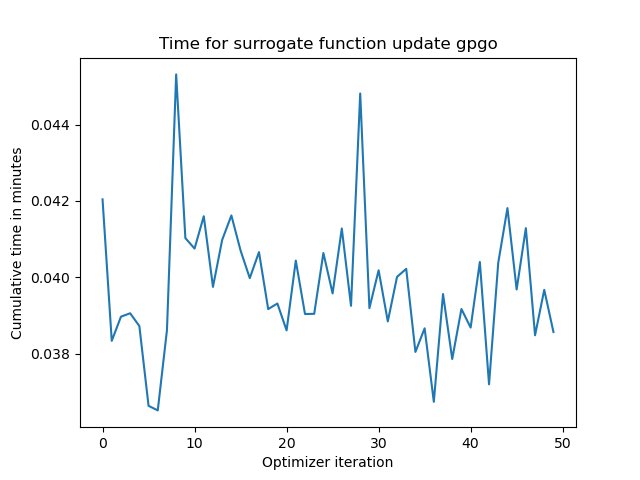 Time for surrogate function update gpgo
Cumulative time in minutes
0.044
0.042
0.040
0.038
0 10 20 30 40 50
Optimizer iteration